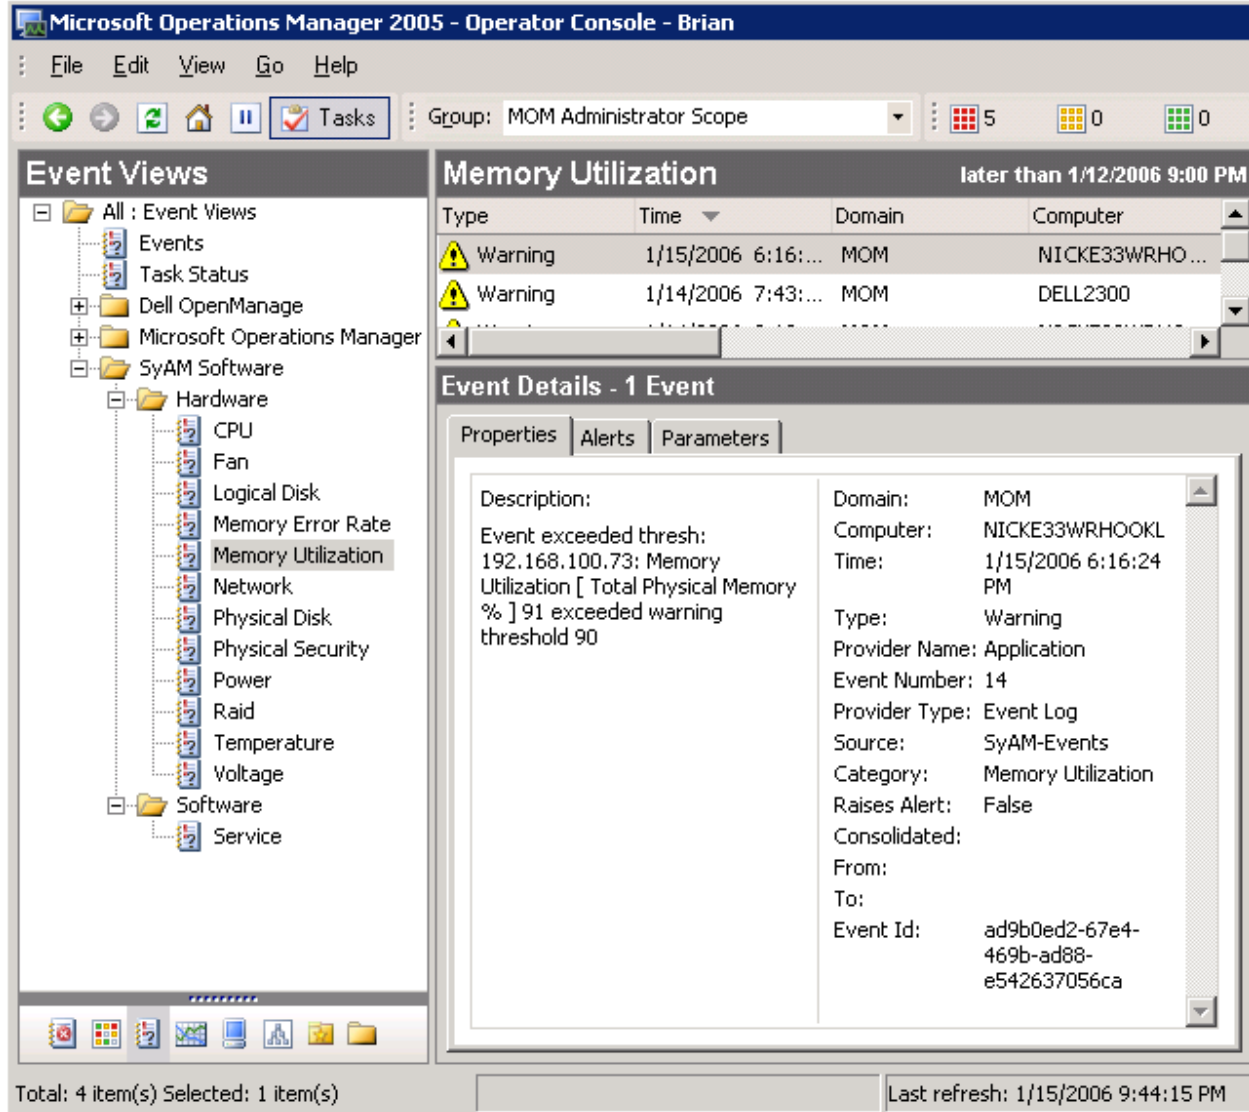 Microsoft Operations Manager 2005 - Operator Console - Brian
File Edit View Go Help
Tasks Group: MOM Administrator Scope 5 0 0
Event Views
All : Event Views
Events
Task Status
Dell OpenManage
Microsoft Operations Manager
SyAM Software
Hardware
CPU
Fan
Logical Disk
Memory Error Rate
Memory Utilization
Network
Physical Disk
Physical Security
Power
Raid
Temperature
Voltage
Software
Service
Memory Utilization later than 1/12/2006 9:00 PM
Type Time Domain Computer
Warning 1/15/2006 6:16:... MOM NICKE33WRHO...
Warning 1/14/2006 7:43:... MOM DELL2300
Event Details - 1 Event
Properties Alerts Parameters
Description:
Event exceeded thresh:
192.168.100.73: Memory
Utilization [ Total Physical Memory
% ] 91 exceeded warning
threshold 90
Domain: MOM
Computer: NICKE33WRHOOKL
Time: 1/15/2006 6:16:24
PM
Type: Warning
Provider Name: Application
Event Number: 14
Provider Type: Event Log
Source: SyAM-Events
Category: Memory Utilization
Raises Alert: False
Consolidated:
From:
To:
Event Id: ad9b0ed2-67e4-
469b-ad88-
e542637056ca
Total: 4 item(s) Selected: 1 item(s)
Last refresh: 1/15/2006 9:44:15 PM